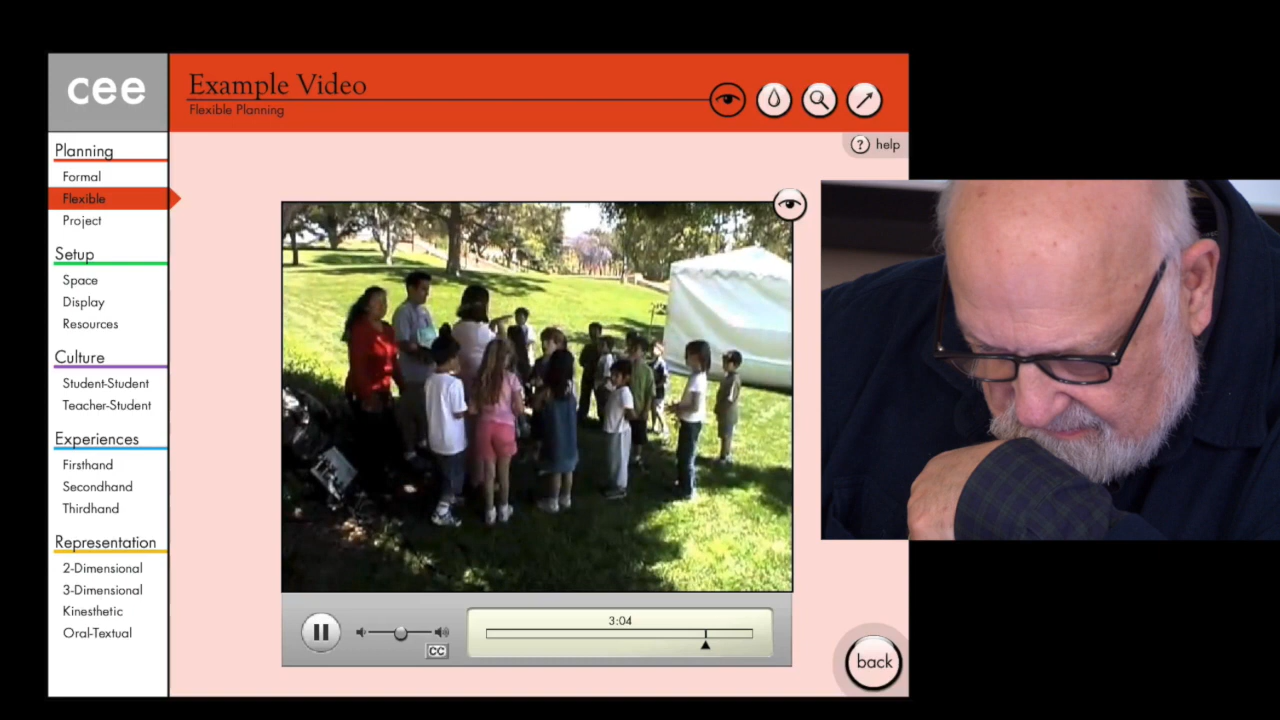 cee
Example Video
Flexible Planning
? help
Planning
Formal
Flexible
Project
Setup
Space
Display
Resources
Culture
Student-Student
Teacher-Student
Experiences
Firsthand
Secondhand
Thirdhand
Representation
2-Dimensional
3-Dimensional
Kinesthetic
Oral-Textual
3:04
CC
back